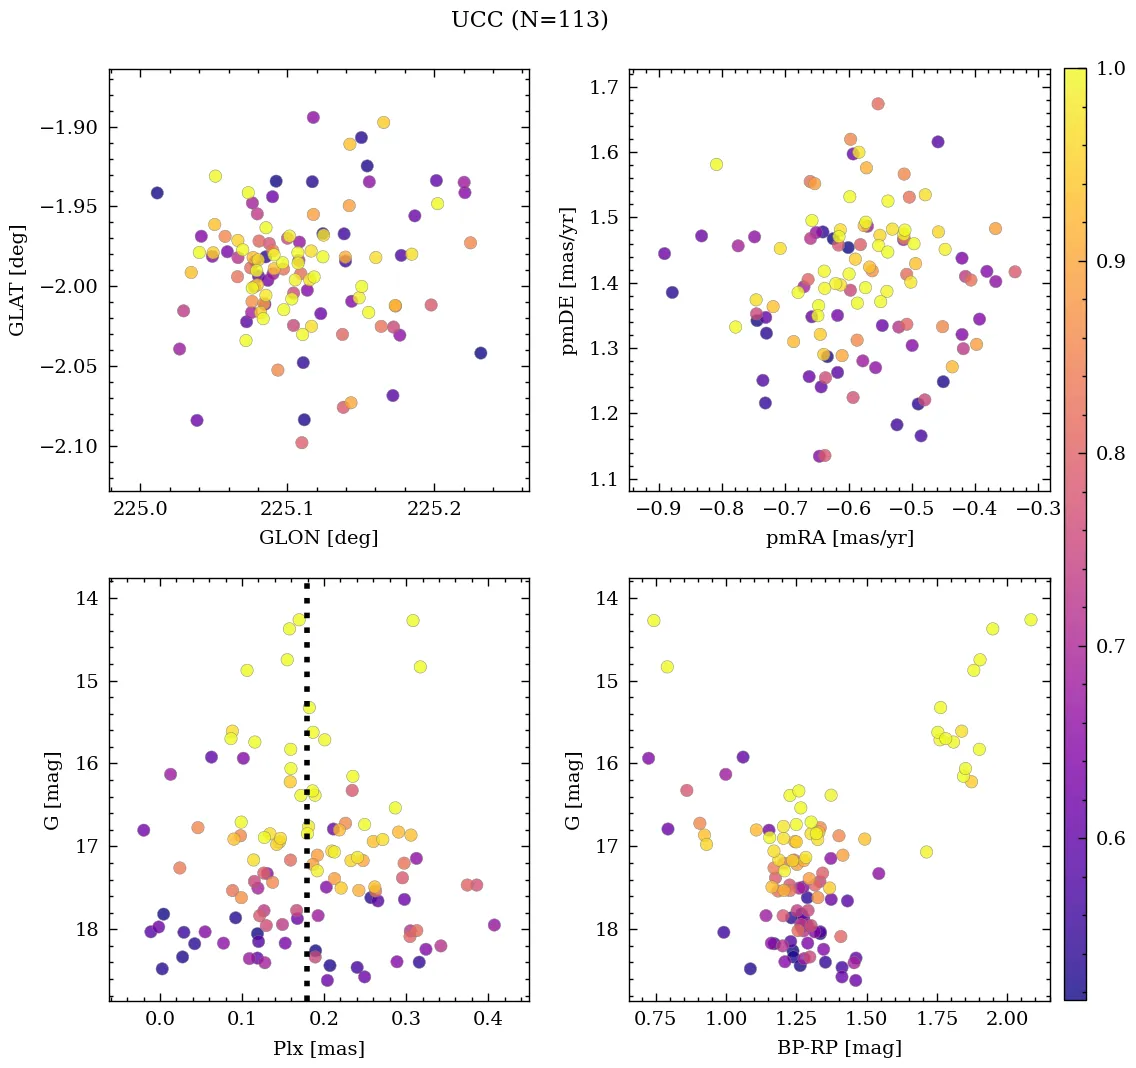 UCC (N=113)
−1.90
−1.95
−2.00
−2.05
−2.10
GLAT [deg]
225.0 225.1 225.2
GLON [deg]
1.7
1.6
1.5
1.4
1.3
1.2
1.1
pmDE [mas/yr]
−0.9 −0.8 −0.7 −0.6 −0.5 −0.4 −0.3
pmRA [mas/yr]
14
15
16
17
18
G [mag]
0.0 0.1 0.2 0.3 0.4
Plx [mas]
14
15
16
17
18
G [mag]
0.75 1.00 1.25 1.50 1.75 2.00
BP-RP [mag]
1.0
0.9
0.8
0.7
0.6